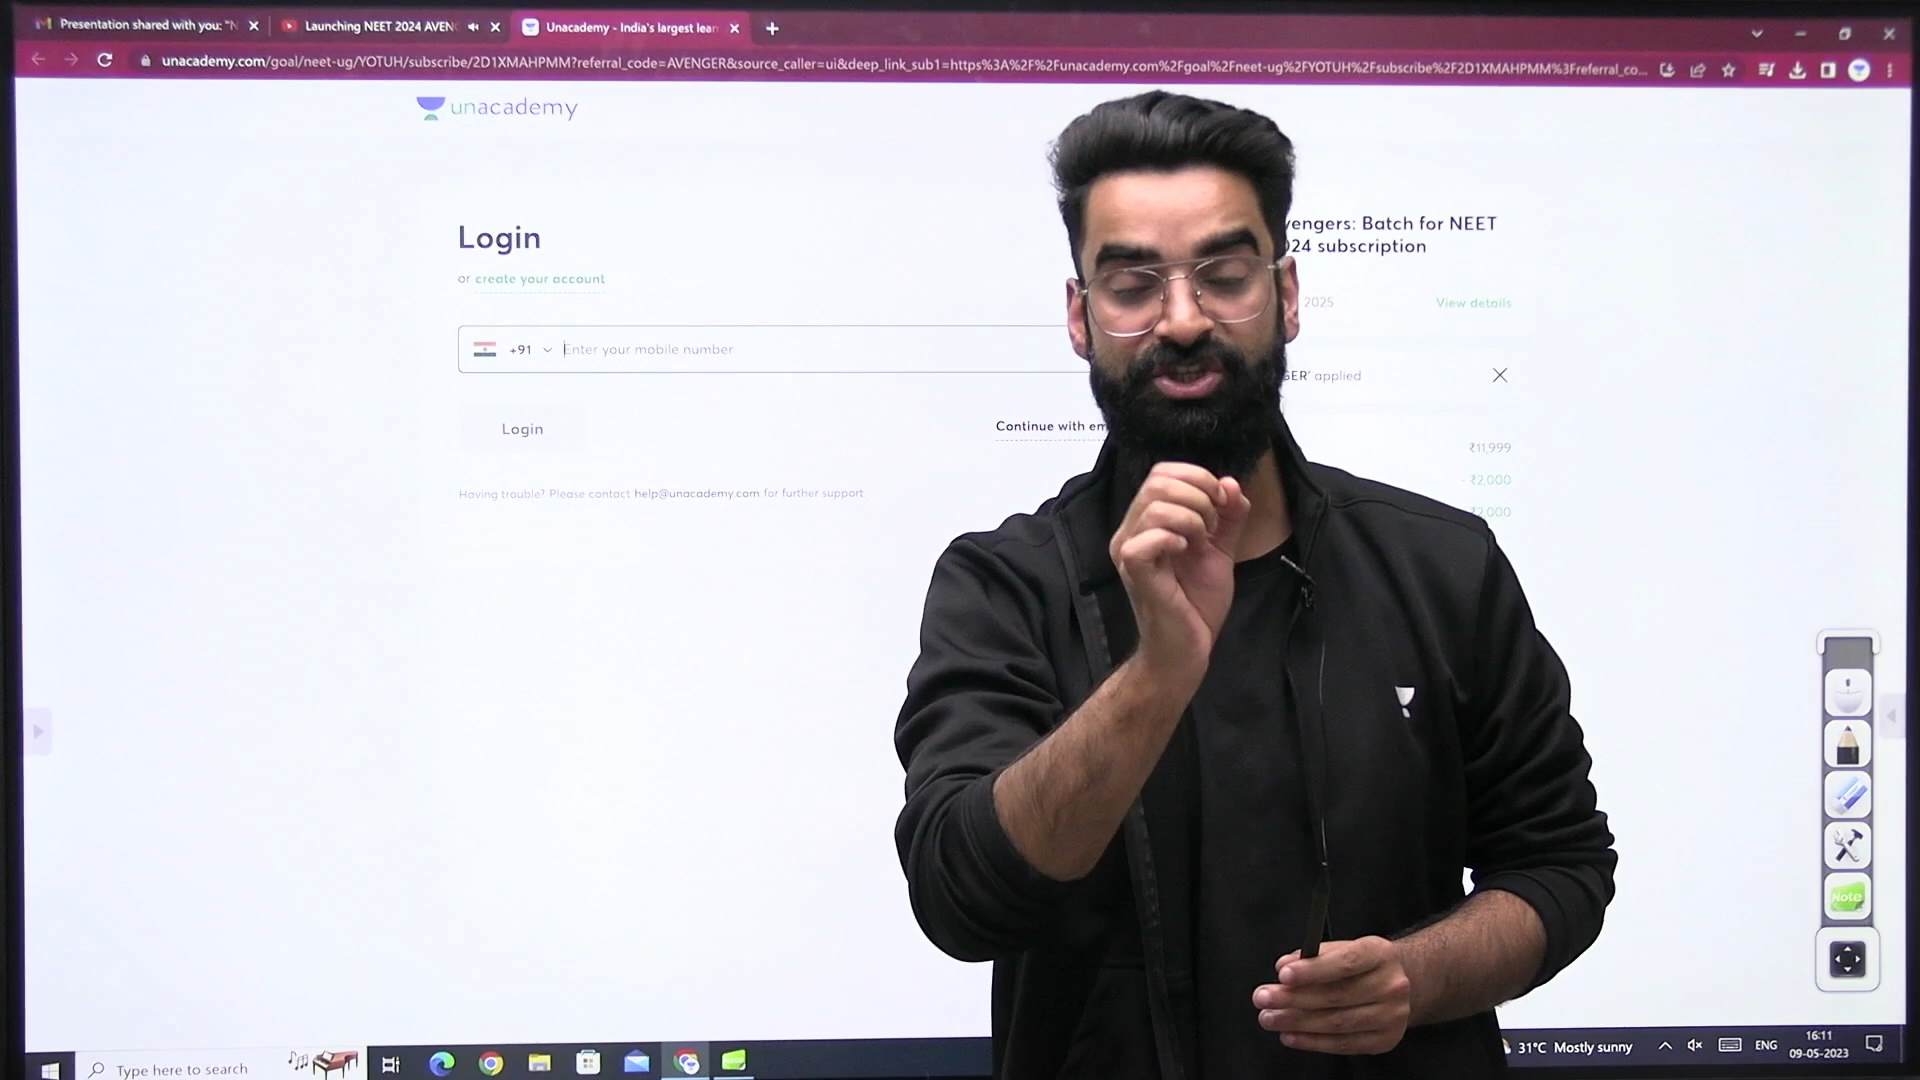 Presentation shared with you: "N
Launching NEET 2024 AVEN
Unacademy - India's largest lear
unacademy.com/goal/neet-ug/YOTUH/subscribe/2D1XMAHPMM?referral_code=AVENGER&source_caller=ui&deep_link_sub1=https%3A%2F%2Funacademy.com%2Fgoal%2Fneet-ug%2FYOTUH%2Fsubscribe%2F2D1XMAHPMM%3Freferral_co...
unacademy
Login
or create your account
+91 Enter your mobile number
Login
Continue with em
Having trouble? Please contact help@unacademy.com for further support
vengers: Batch for NEET
24 subscription
2025 View details
GER' applied
₹11,999
- ₹2,000
₹2,000
Note
Type here to search
31°C Mostly sunny
ENG
16:11
09-05-2023